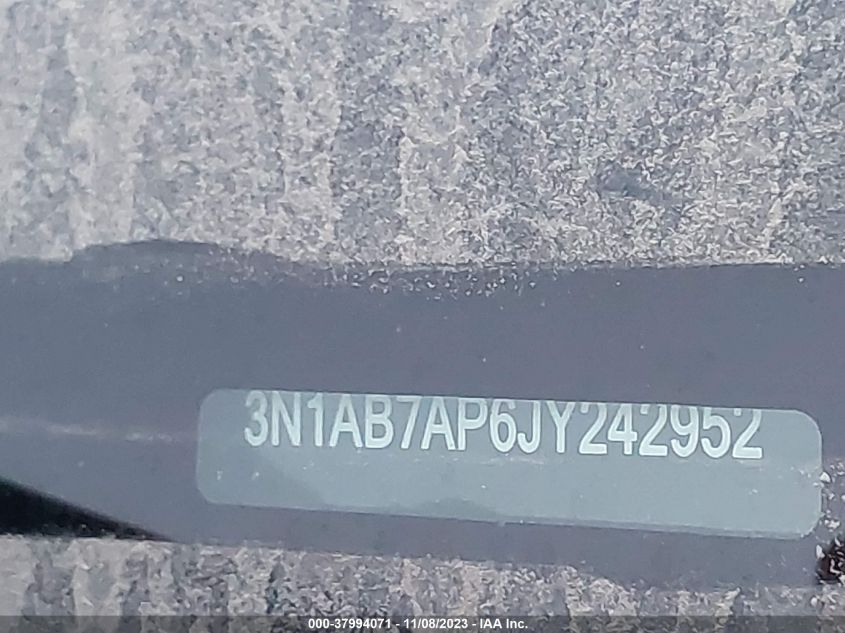 3N1AB7AP6JY242952
000-37994071 - 11/08/2023 - IAA Inc.